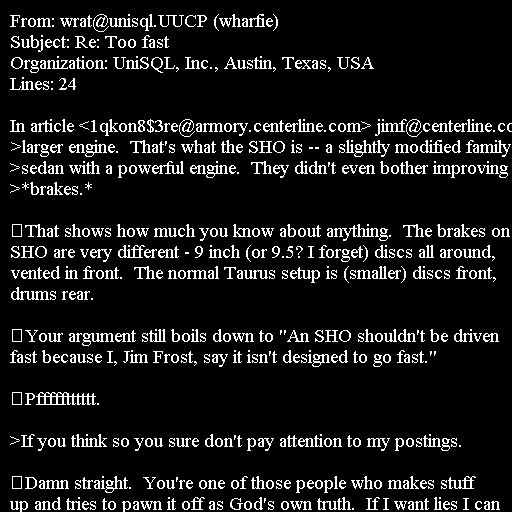 From: wrat@unisql.UUCP (wharfie)
Subject: Re: Too fast
Organization: UniSQL, Inc., Austin, Texas, USA
Lines: 24

In article <1qkon8$3re@armory.centerline.com> jimf@centerline.co
>larger engine.  That's what the SHO is -- a slightly modified family
>sedan with a powerful engine.  They didn't even bother improving
>*brakes.*

That shows how much you know about anything.  The brakes on
SHO are very different - 9 inch (or 9.5? I forget) discs all around,
vented in front.  The normal Taurus setup is (smaller) discs front,
drums rear.

Your argument still boils down to "An SHO shouldn't be driven
fast because I, Jim Frost, say it isn't designed to go fast."

Pffffftttttt.

>If you think so you sure don't pay attention to my postings.

Damn straight.  You're one of those people who makes stuff
up and tries to pawn it off as God's own truth.  If I want lies I can